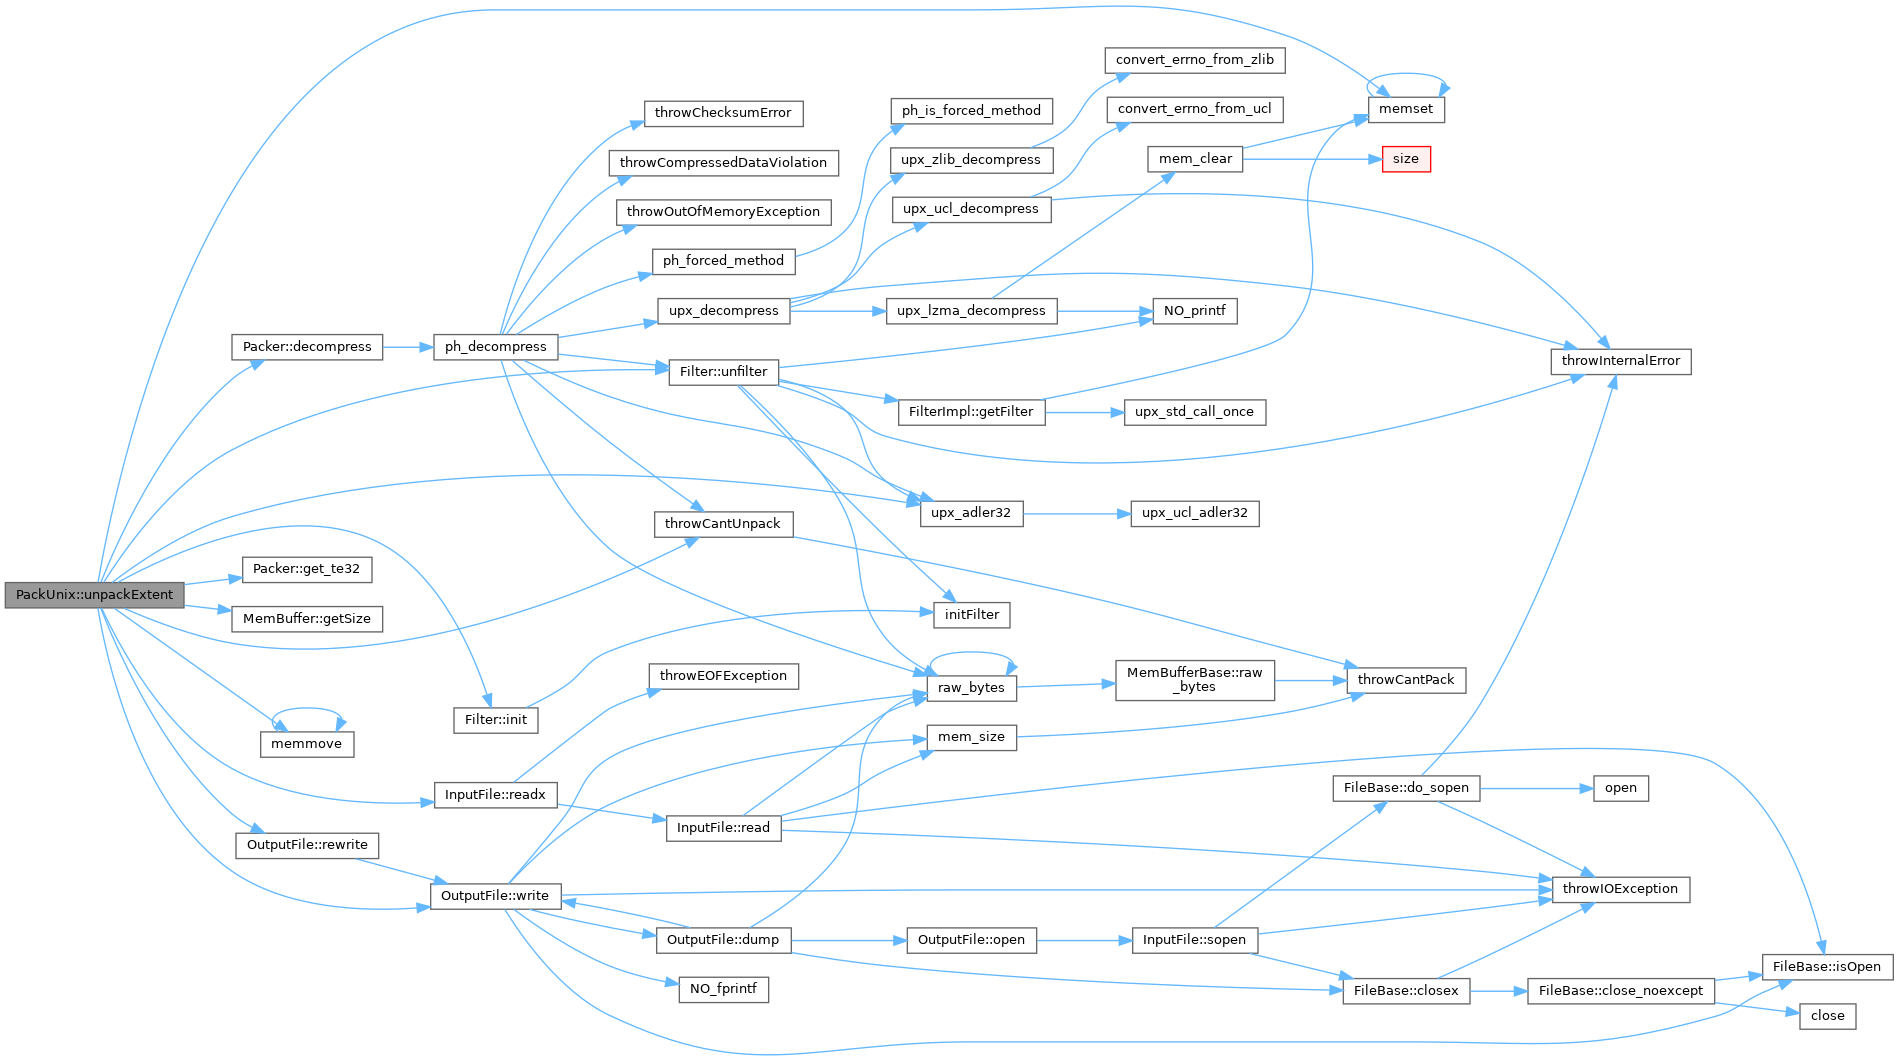 convert_errno_from_zlib
throwChecksumError
ph_is_forced_method
convert_errno_from_ucl
memset
throwCompressedDataViolation
upx_zlib_decompress
mem_clear
size
throwOutOfMemoryException
upx_ucl_decompress
ph_forced_method
upx_decompress
upx_lzma_decompress
NO_printf
Packer::decompress
ph_decompress
throwInternalError
Filter::unfilter
FilterImpl::getFilter
upx_std_call_once
throwCantUnpack
upx_adler32
upx_ucl_adler32
Packer::get_te32
PackUnix::unpackExtent
MemBuffer::getSize
initFilter
throwEOFException
raw_bytes
MemBufferBase::raw
_bytes
throwCantPack
Filter::init
memmove
mem_size
InputFile::readx
FileBase::do_sopen
open
InputFile::read
OutputFile::rewrite
OutputFile::write
throwIOException
OutputFile::dump
OutputFile::open
InputFile::sopen
FileBase::isOpen
NO_fprintf
FileBase::closex
FileBase::close_noexcept
close